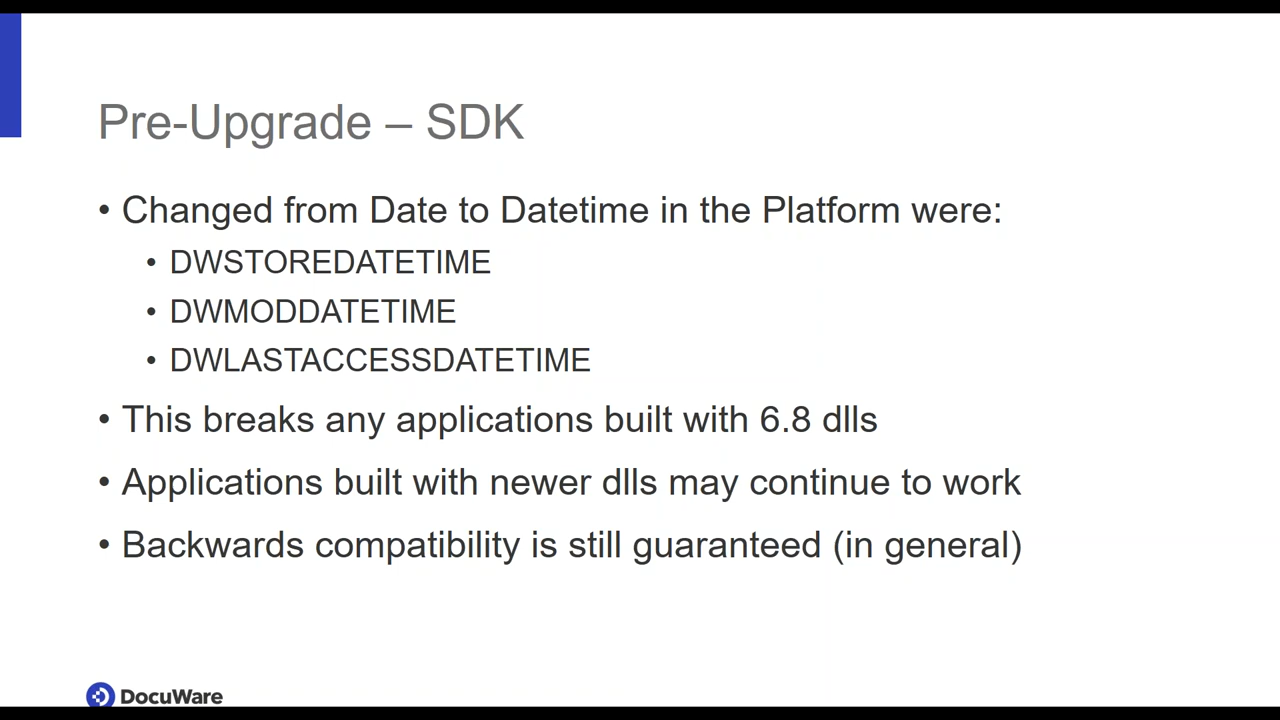 Pre-Upgrade – SDK
• Changed from Date to Datetime in the Platform were:
• DWSTOREDATETIME
• DWMODDATETIME
• DWLASTACCESSDATETIME
• This breaks any applications built with 6.8 dlls
• Applications built with newer dlls may continue to work
• Backwards compatibility is still guaranteed (in general)
DocuWare